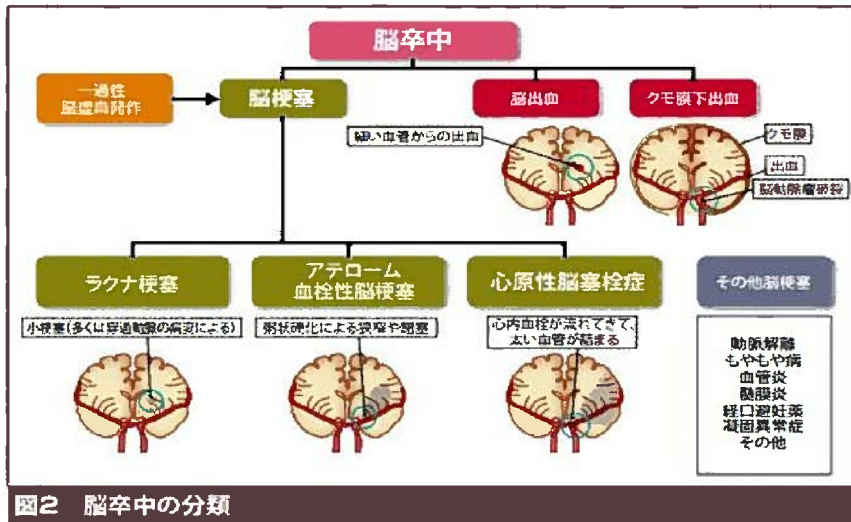 脳卒中
一過性
脳虚血発作
脳梗塞
脳出血
クモ膜下出血
細い血管からの出血
クモ膜
出血
脳動脈瘤破裂
ラクナ梗塞
アテローム
血栓性脳梗塞
心原性脳塞栓症
その他脳梗塞
小梗塞(多くは穿通動脈の病変による)
粥状硬化による狭窄や閉塞
心内血栓が流れてきて、
太い血管が詰まる
動脈解離
もやもや病
血管炎
髄膜炎
経口避妊薬
凝固異常症
その他
図2 脳卒中の分類